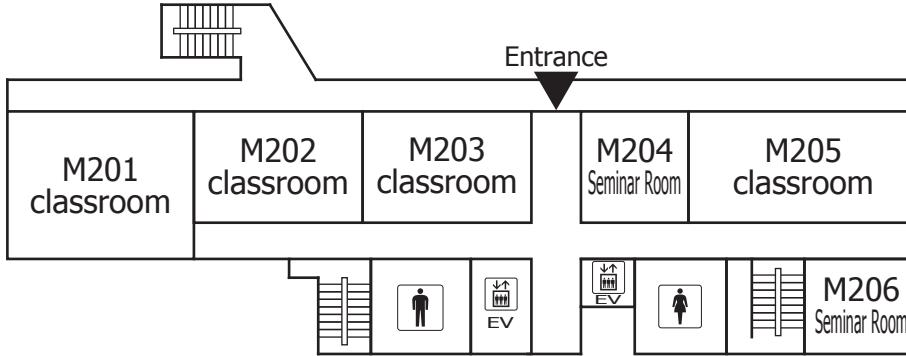 Entrance
M201
classroom
M202
classroom
M203
classroom
M204
Seminar Room
M205
classroom
EV
EV
M206
Seminar Room